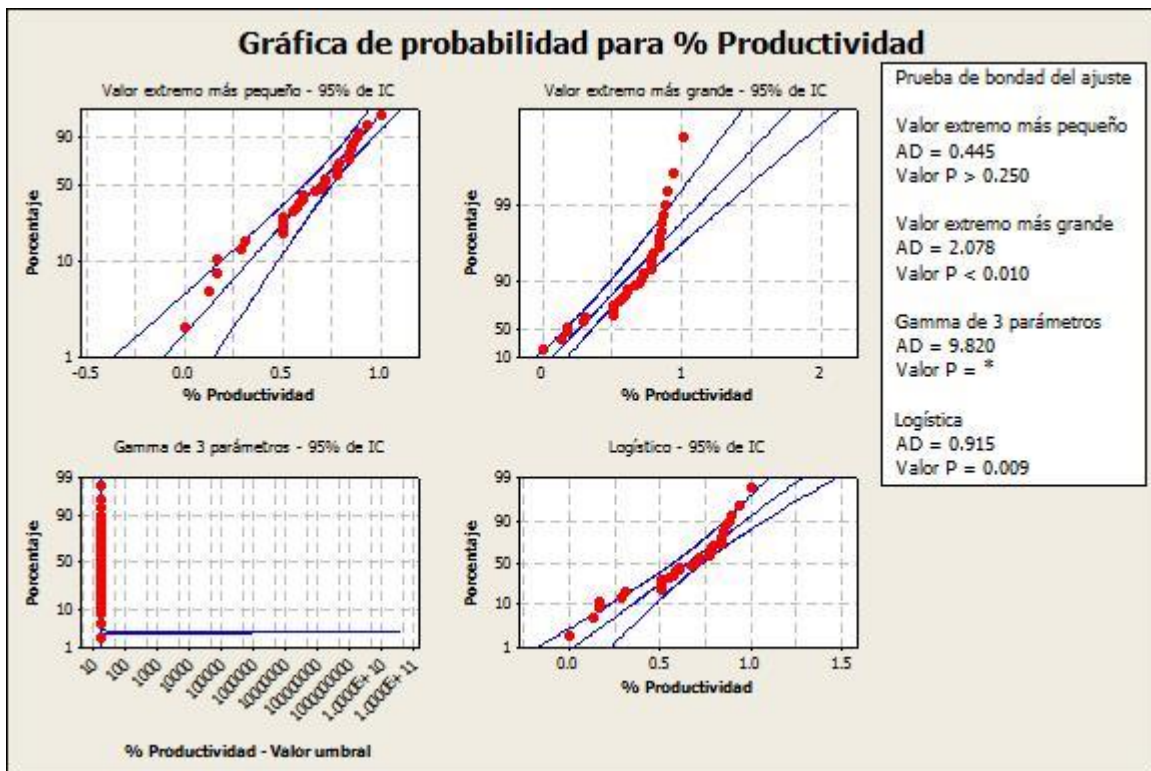 Gráfica de probabilidad para % Productividad
Valor extremo más pequeño - 95% de IC
Porcentaje
90
50
10
1
-0.5
0.0
0.5
1.0
% Productividad
Valor extremo más grande - 95% de IC
Porcentaje
99
90
50
10
0
1
2
% Productividad
Prueba de bondad del ajuste
Valor extremo más pequeño
AD = 0.445
Valor P > 0.250
Valor extremo más grande
AD = 2.078
Valor P < 0.010
Gamma de 3 parámetros
AD = 9.820
Valor P = *
Logística
AD = 0.915
Valor P = 0.009
Gamma de 3 parámetros - 95% de IC
Porcentaje
99
90
50
10
1
10
100
1000
10000
100000
1000000
10000000
100000000
1000000000
1.0000E+10
1.0000E+11
% Productividad - Valor umbral
Logístico - 95% de IC
Porcentaje
99
90
50
10
1
0.0
0.5
1.0
1.5
% Productividad